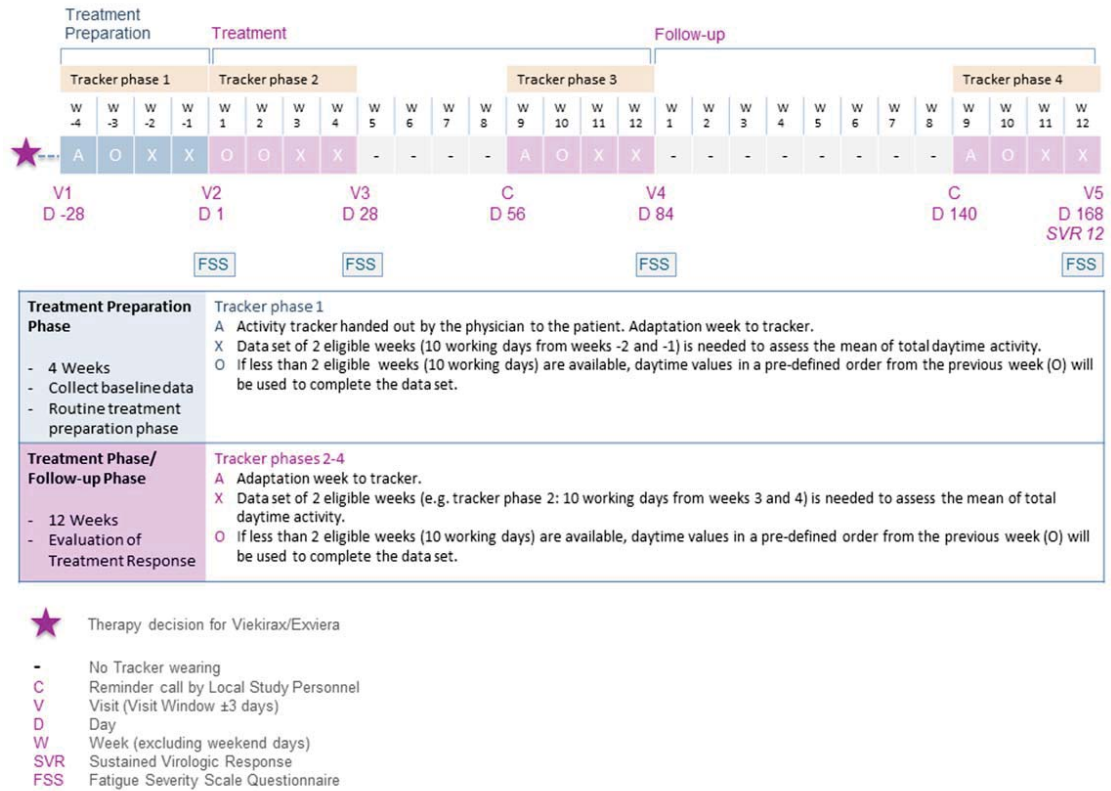 Treatment
Preparation
Treatment
Follow-up
Tracker phase 1
Tracker phase 2
Tracker phase 3
Tracker phase 4
W W W W W W W W W W W W W W W W W W W W W W W W W W W W
-4 -3 -2 -1 1 2 3 4 5 6 7 8 9 10 11 12 1 2 3 4 5 6 7 8 9 10 11 12
A O X X O O X X - - - - A O X X - - - - - - - - A O X X
V1 V2 V3 C V4 C V5
D -28 D 1 D 28 D 56 D 84 D 140 D 168
SVR 12
FSS FSS FSS FSS
Treatment Preparation
Phase
- 4 Weeks
- Collect baseline data
- Routine treatment
preparation phase
Tracker phase 1
A Activity tracker handed out by the physician to the patient. Adaptation week to tracker.
X Data set of 2 eligible weeks (10 working days from weeks -2 and -1) is needed to assess the mean of total daytime activity.
O If less than 2 eligible weeks (10 working days) are available, daytime values in a pre-defined order from the previous week (O) will
be used to complete the data set.
Treatment Phase/
Follow-up Phase
- 12 Weeks
- Evaluation of
Treatment Response
Tracker phases 2-4
A Adaptation week to tracker.
X Data set of 2 eligible weeks (e.g. tracker phase 2: 10 working days from weeks 3 and 4) is needed to assess the mean of total
daytime activity.
O If less than 2 eligible weeks (10 working days) are available, daytime values in a pre-defined order from the previous week (O) will
be used to complete the data set.
Therapy decision for Viekirax/Exviera
- No Tracker wearing
C Reminder call by Local Study Personnel
V Visit (Visit Window ±3 days)
D Day
W Week (excluding weekend days)
SVR Sustained Virologic Response
FSS Fatigue Severity Scale Questionnaire